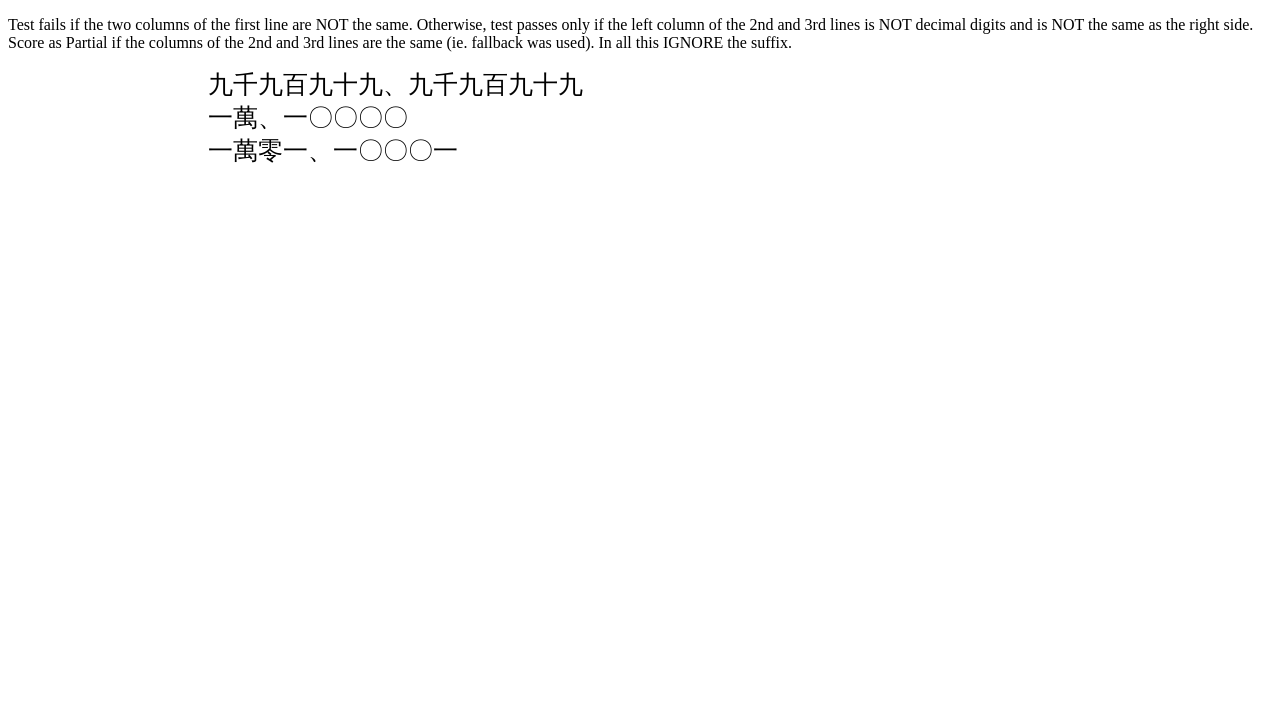 Test fails if the two columns of the first line are NOT the same. Otherwise, test passes only if the left column of the 2nd and 3rd lines is NOT decimal digits and is NOT the same as the right side.
Score as Partial if the columns of the 2nd and 3rd lines are the same (ie. fallback was used). In all this IGNORE the suffix.
九千九百九十九、九千九百九十九
一萬、一〇〇〇〇
一萬零一、一〇〇〇一